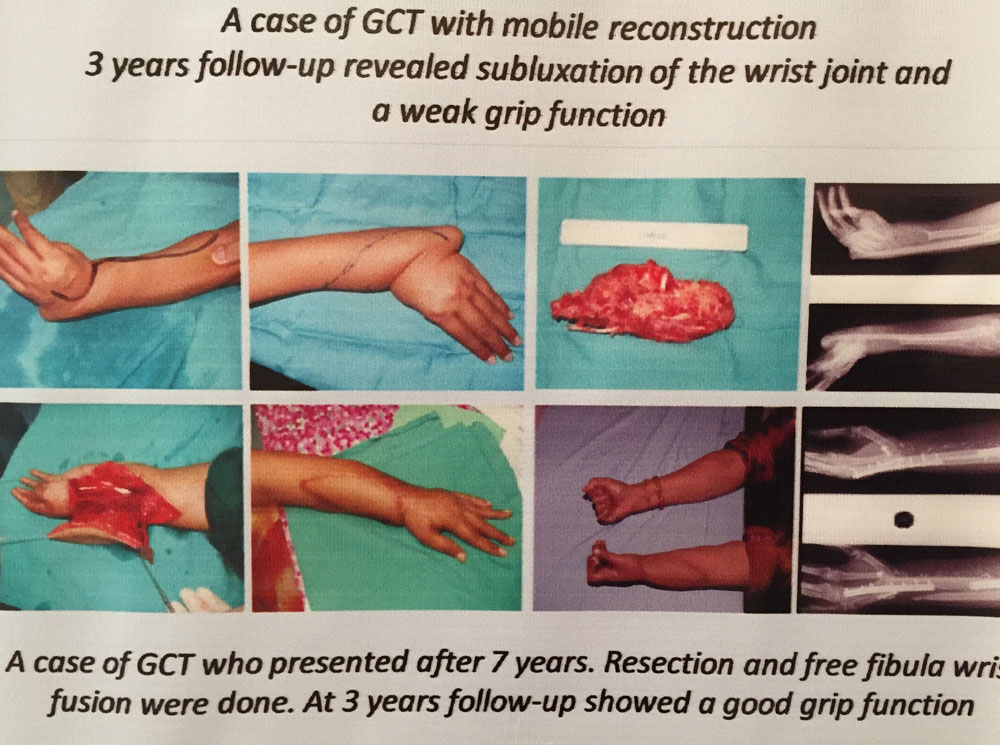 A case of GCT with mobile reconstruction
3 years follow-up revealed subluxation of the wrist joint and
a weak grip function
A case of GCT who presented after 7 years. Resection and free fibula wris
fusion were done. At 3 years follow-up showed a good grip function